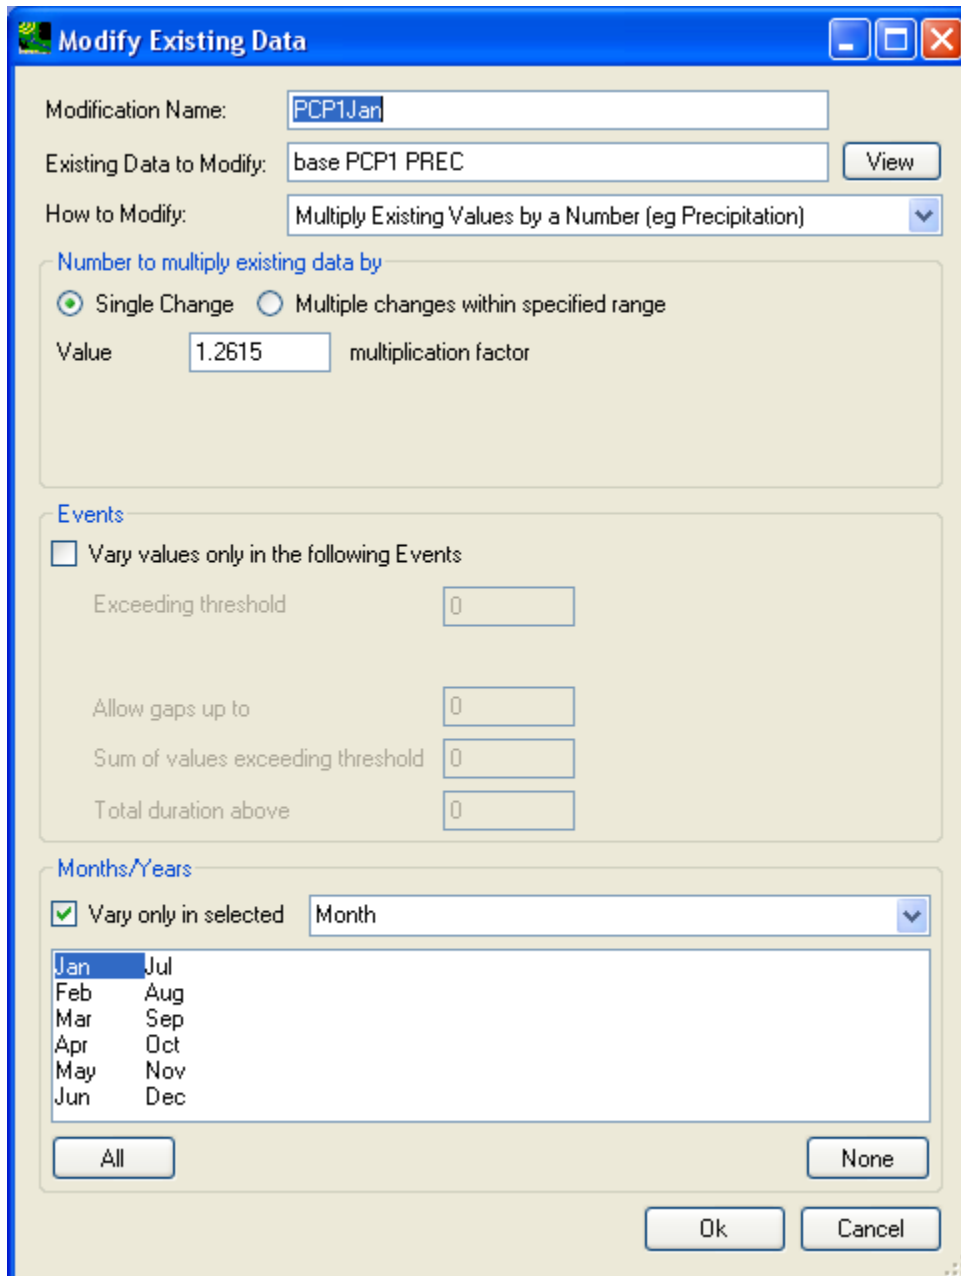 Modify Existing Data
Modification Name: PCP1Jan
Existing Data to Modify: base PCP1 PREC View
How to Modify: Multiply Existing Values by a Number (eg Precipitation)
Number to multiply existing data by
Single Change Multiple changes within specified range
Value 1.2615 multiplication factor
Events
Vary values only in the following Events
Exceeding threshold 0
Allow gaps up to 0
Sum of values exceeding threshold 0
Total duration above 0
Months/Years
Vary only in selected Month
Jan Jul
Feb Aug
Mar Sep
Apr Oct
May Nov
Jun Dec
All None
Ok Cancel